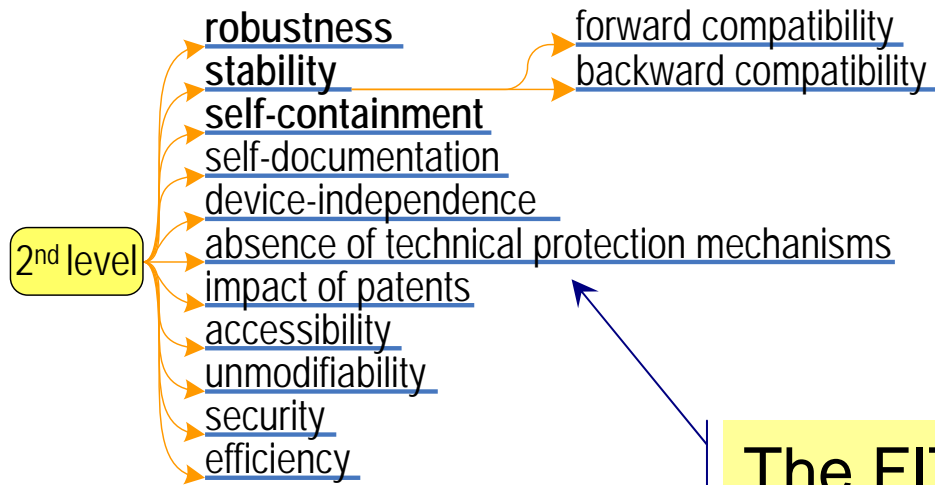 robustness
forward compatibility
stability
backward compatibility
self-containment
self-documentation
device-independence
2nd level
absence of technical protection mechanisms
impact of patents
accessibility
unmodifiability
security
efficiency
The